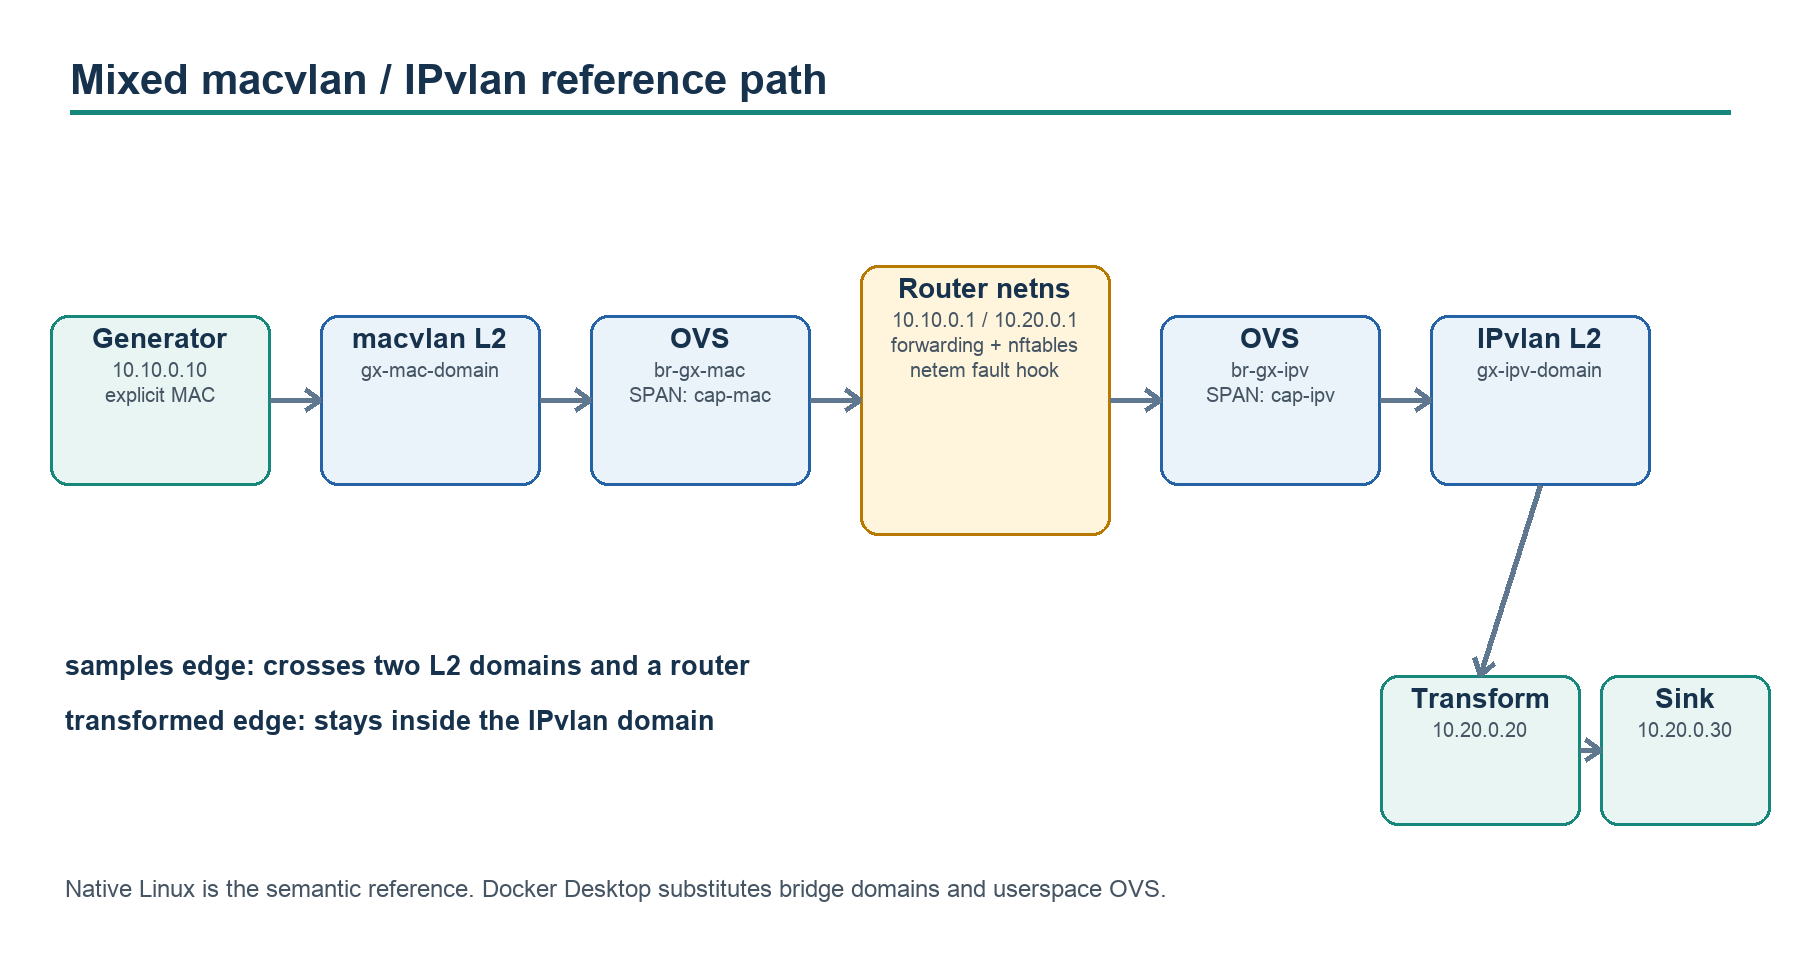 Mixed macvlan / IPvlan reference path
Generator
10.10.0.10
explicit MAC
macvlan L2
gx-mac-domain
OVS
br-gx-mac
SPAN: cap-mac
Router netns
10.10.0.1 / 10.20.0.1
forwarding + nftables
netem fault hook
OVS
br-gx-ipv
SPAN: cap-ipv
IPvlan L2
gx-ipv-domain
samples edge: crosses two L2 domains and a router
transformed edge: stays inside the IPvlan domain
Transform
10.20.0.20
Sink
10.20.0.30
Native Linux is the semantic reference. Docker Desktop substitutes bridge domains and userspace OVS.